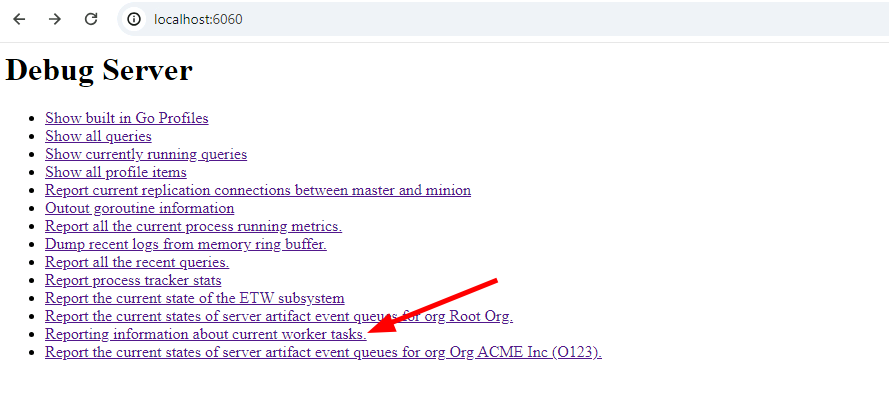 localhost:6060
Debug Server
Show built in Go Profiles
Show all queries
Show currently running queries
Show all profile items
Report current replication connections between master and minion
Outout goroutine information
Report all the current process running metrics.
Dump recent logs from memory ring buffer.
Report all the recent queries.
Report process tracker stats
Report the current state of the ETW subsystem
Report the current states of server artifact event queues for org Root Org.
Reporting information about current worker tasks.
Report the current states of server artifact event queues for org Org ACME Inc (O123).